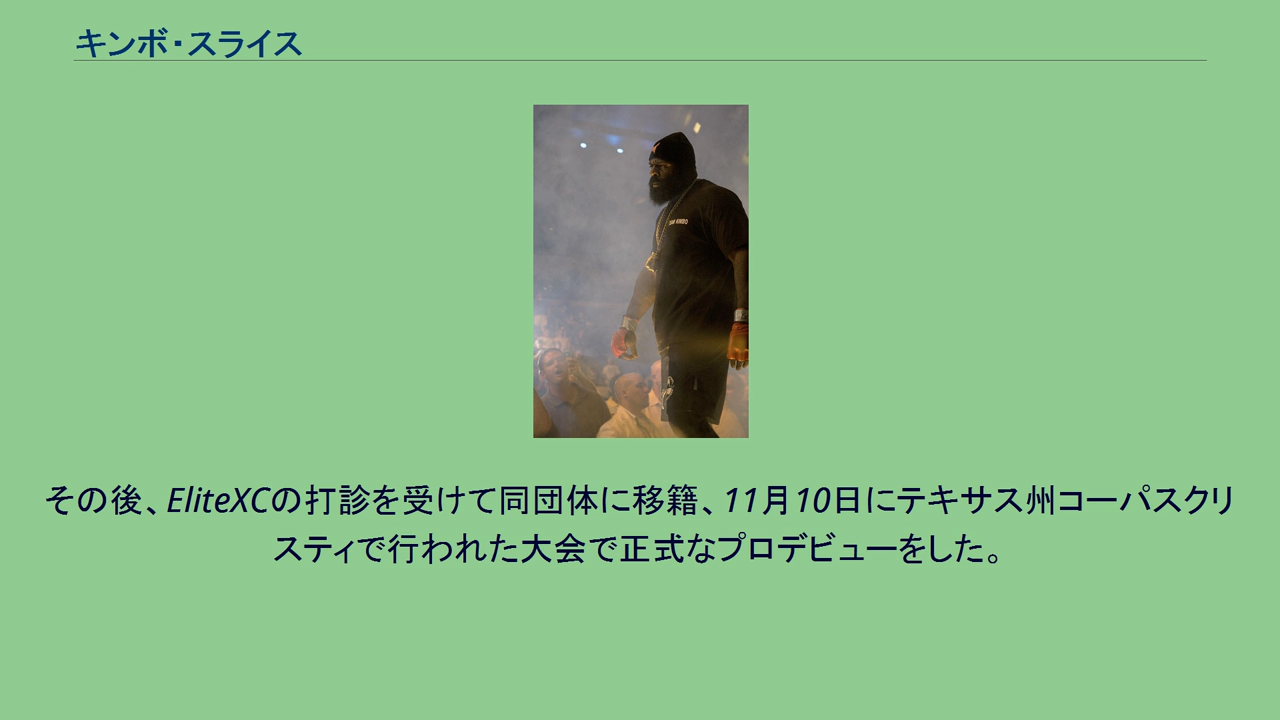 キンボ・スライス
その後、EliteXCの打診を受けて同団体に移籍、11月10日にテキサス州コーパスクリ
スティで行われた大会で正式なプロデビューをした。